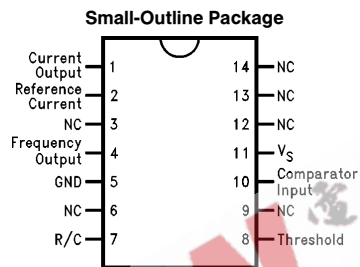 Small-Outline Package
Current
Output 1
14 NC
Reference
Current 2
13 NC
NC 3
12 NC
Frequency
Output 4
11 VS
GND 5
10 Comparator
Input
NC 6
9 NC
R/C 7
8 Threshold